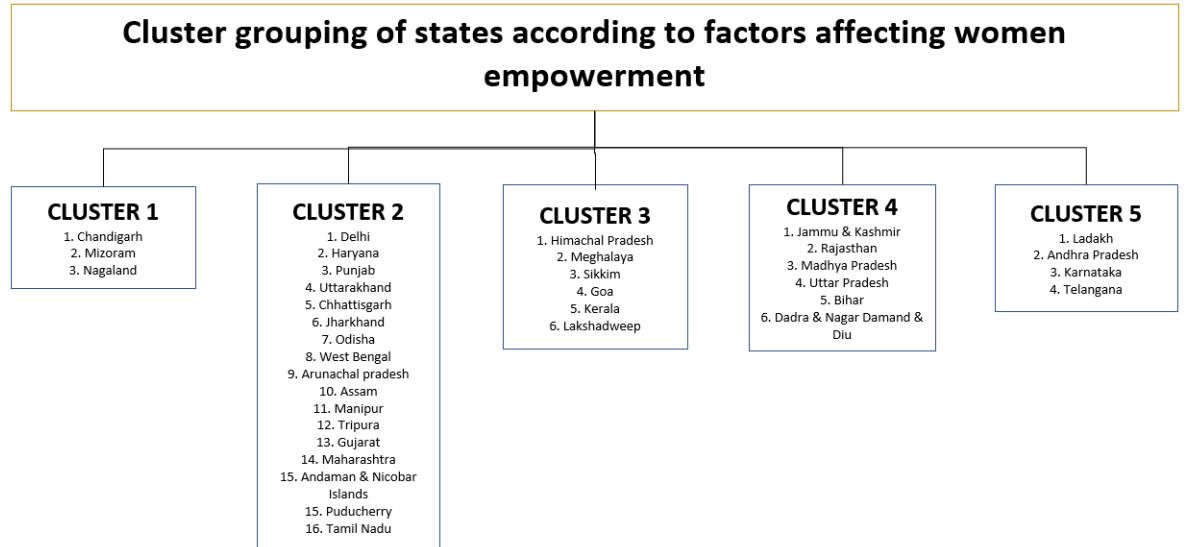 Cluster grouping of states according to factors affecting women
empowerment
CLUSTER 1
1. Chandigarh
2. Mizoram
3. Nagaland
CLUSTER 2
1. Delhi
2. Haryana
3. Punjab
4. Uttarakhand
5. Chhattisgarh
6. Jharkhand
7. Odisha
8. West Bengal
9. Arunachal pradesh
10. Assam
11. Manipur
12. Tripura
13. Gujarat
14. Maharashtra
15. Andaman & Nicobar
Islands
15. Puducherry
16. Tamil Nadu
CLUSTER 3
1. Himachal Pradesh
2. Meghalaya
3. Sikkim
4. Goa
5. Kerala
6. Lakshadweep
CLUSTER 4
1. Jammu & Kashmir
2. Rajasthan
3. Madhya Pradesh
4. Uttar Pradesh
5. Bihar
6. Dadra & Nagar Damand &
Diu
CLUSTER 5
1. Ladakh
2. Andhra Pradesh
3. Karnataka
4. Telangana